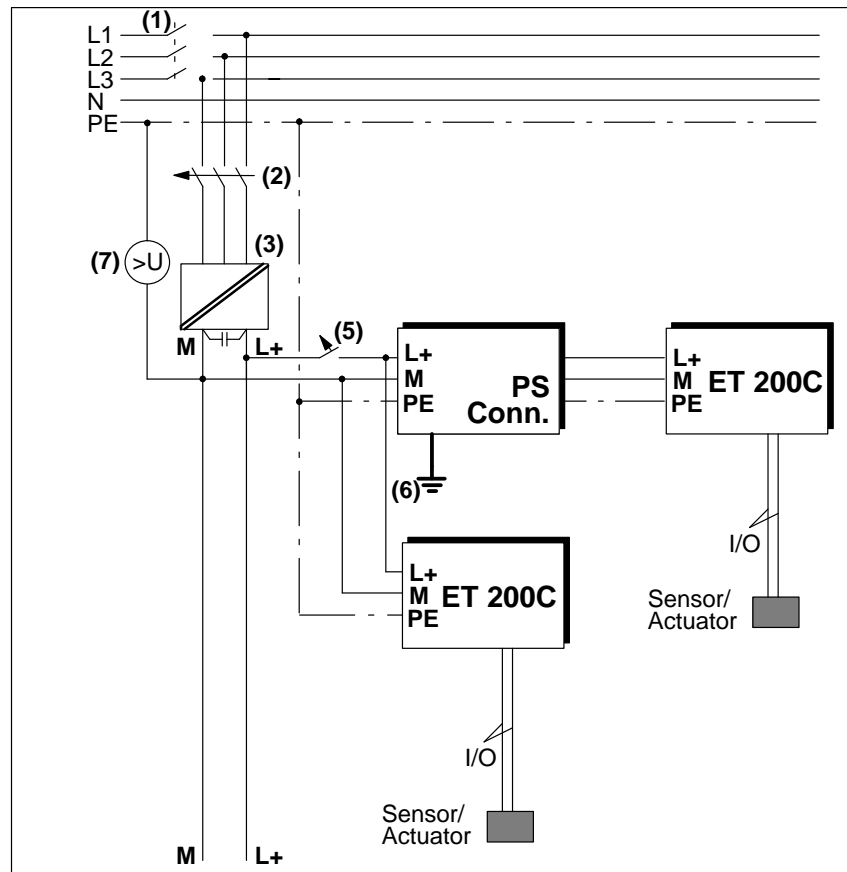 (1)
L1
L2
L3
N
PE
(2)
(3)
(7)
>U
M
L+
(5)
L+
M
PE
PS
Conn.
L+
M
PE
ET 200C
(6)
I/O
L+
M
PE
ET 200C
Sensor/
Actuator
I/O
Sensor/
Actuator
M
L+